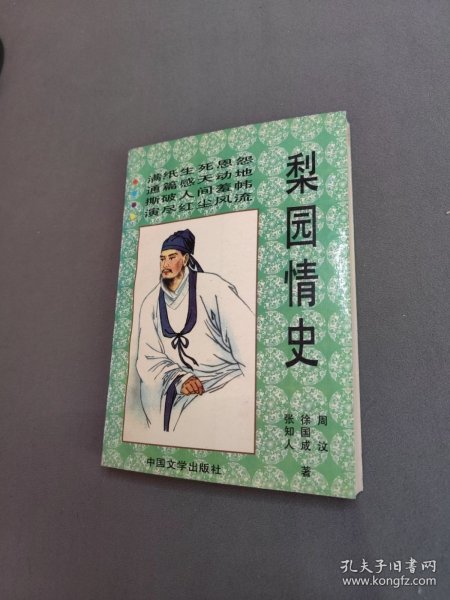 满纸生死恩怨
通篇感天动地
撕破人间羞帏
演尽红尘风流
梨园情史
周汶
徐国成
张知人
著
中国文学出版社
孔夫子旧书网
www.kongfz.com